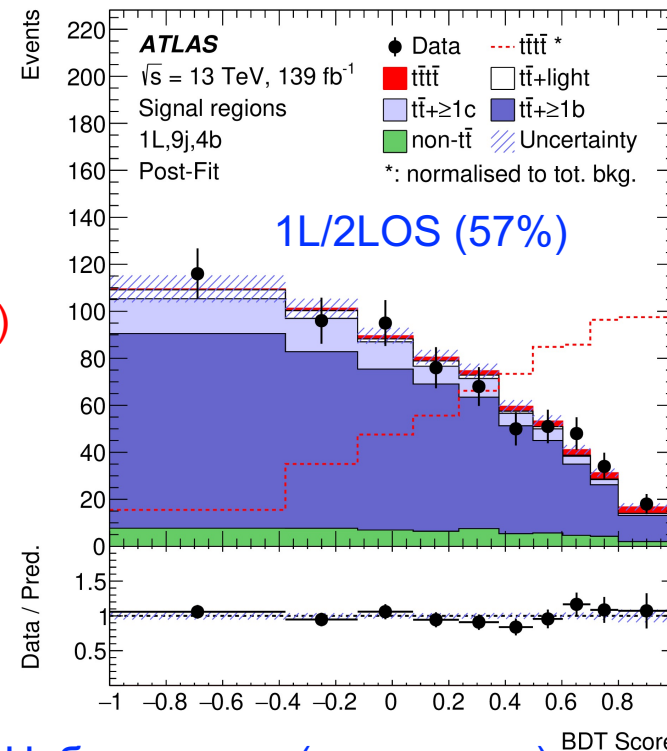 Events
220
200
180
160
140
120
100
80
60
40
20
0
ATLAS
√s = 13 TeV, 139 fb⁻¹
Signal regions
1L,9j,4b
Post-Fit
Data
tt̄tt̄ *
tt̄tt̄
tt̄+light
tt̄+≥1c
tt̄+≥1b
non-tt̄
Uncertainty
*: normalised to tot. bkg.
1L/2LOS (57%)
)
Data / Pred.
1.5
1
0.5
−1 −0.8 −0.6 −0.4 −0.2 0 0.2 0.4 0.6 0.8
BDT Score